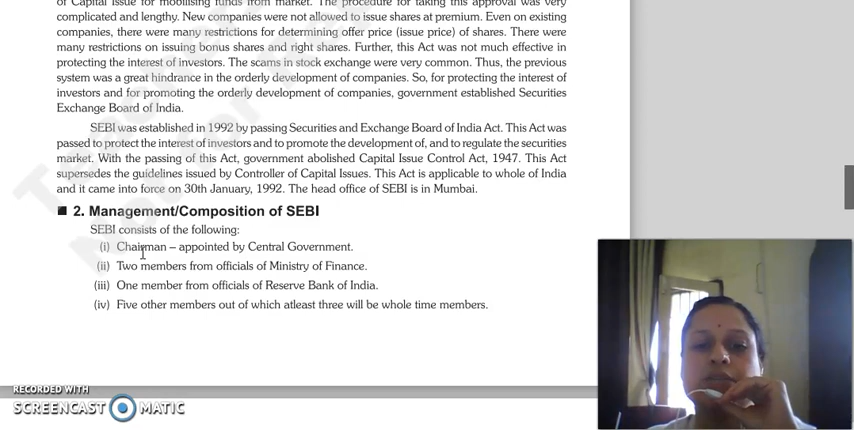 of Capital Issue for mobilising funds from market. The procedure for taking this approval was very
complicated and lengthy. New companies were not allowed to issue shares at premium. Even on existing
companies, there were many restrictions for determining offer price (issue price) of shares. There were
many restrictions on issuing bonus shares and right shares. Further, this Act was not much effective in
protecting the interest of investors. The scams in stock exchange were very common. Thus, the previous
system was a great hindrance in the orderly development of companies. So, for protecting the interest of
investors and for promoting the orderly development of companies, government established Securities
Exchange Board of India.
SEBI was established in 1992 by passing Securities and Exchange Board of India Act. This Act was
passed to protect the interest of investors and to promote the development of, and to regulate the securities
market. With the passing of this Act, government abolished Capital Issue Control Act, 1947. This Act
supersedes the guidelines issued by Controller of Capital Issues. This Act is applicable to whole of India
and it came into force on 30th January, 1992. The head office of SEBI is in Mumbai.
2. Management/Composition of SEBI
SEBI consists of the following:
(i) Chairman – appointed by Central Government.
(ii) Two members from officials of Ministry of Finance.
(iii) One member from officials of Reserve Bank of India.
(iv) Five other members out of which atleast three will be whole time members.
RECORDED WITH
SCREENCAST MATIC